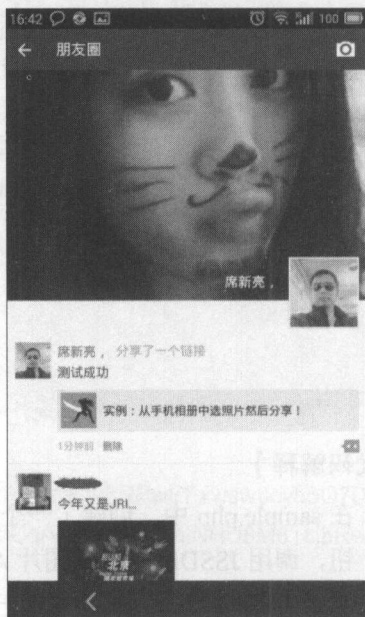 16:42 100
朋友圈
席新亮，
席新亮， 分享了一个链接
测试成功
实例：从手机相册中选照片然后分享！
1分钟前 删除
今年又是JRI...
北京